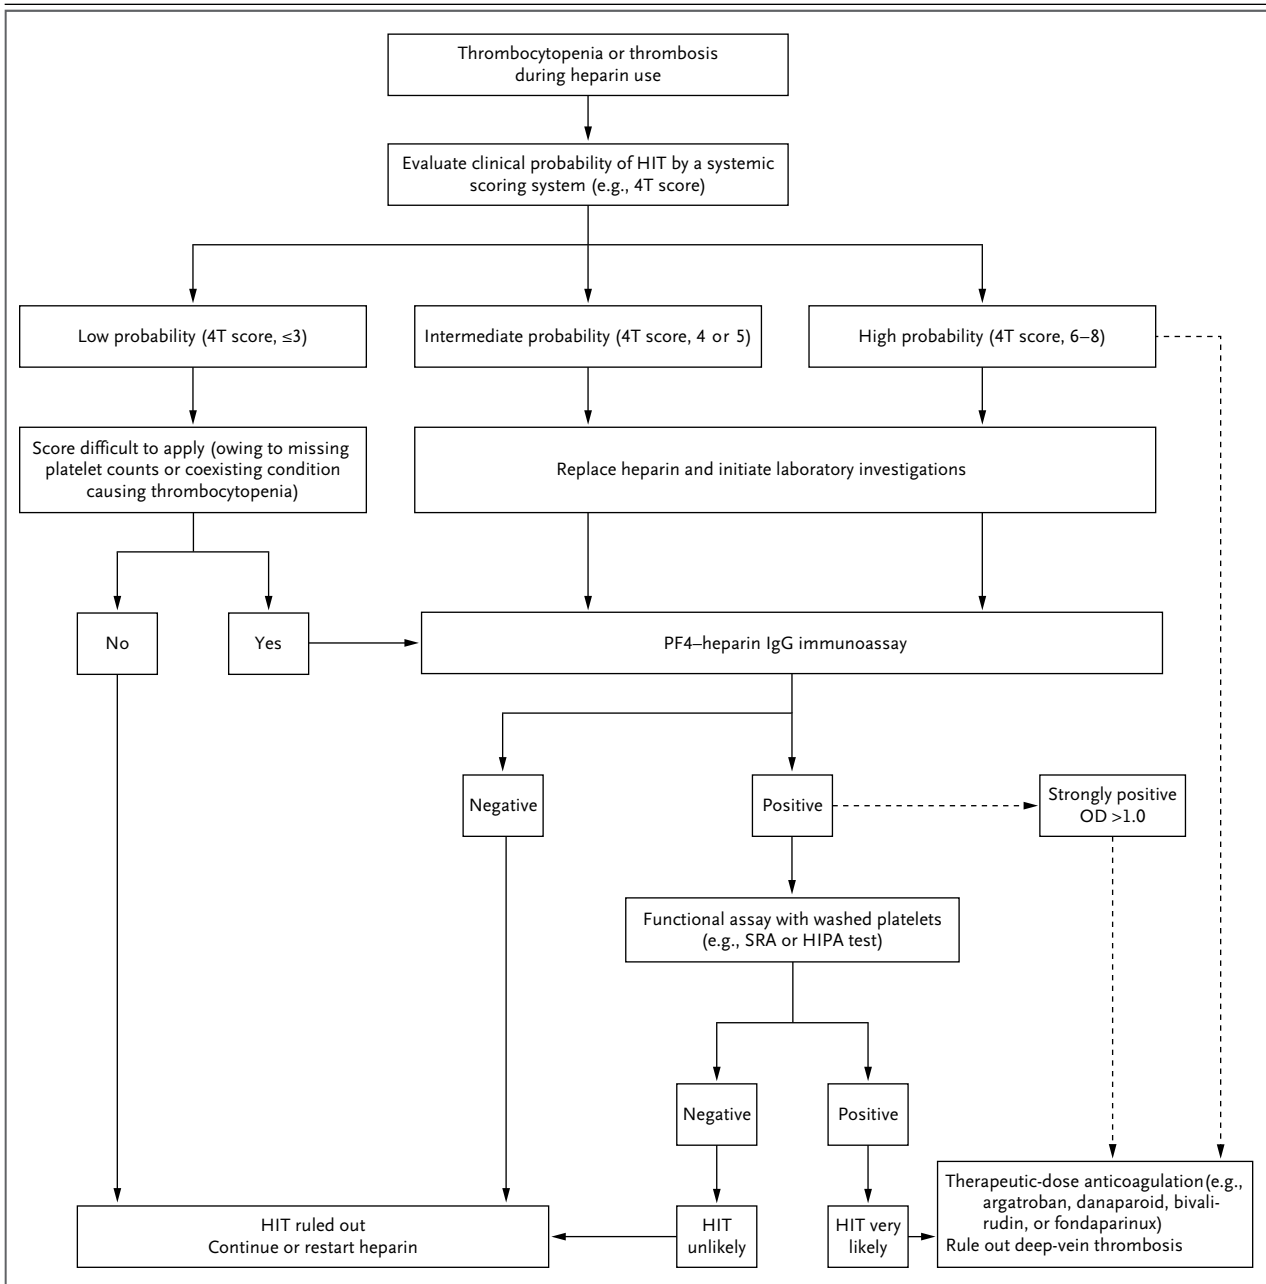 Thrombocytopenia or thrombosis
during heparin use
Evaluate clinical probability of HIT by a systemic
scoring system (e.g., 4T score)
Low probability (4T score, ≤3)
Intermediate probability (4T score, 4 or 5)
High probability (4T score, 6–8)
Score difficult to apply (owing to missing
platelet counts or coexisting condition
causing thrombocytopenia)
Replace heparin and initiate laboratory investigations
No
Yes
PF4–heparin IgG immunoassay
Negative
Positive
Strongly positive
OD >1.0
Functional assay with washed platelets
(e.g., SRA or HIPA test)
Negative
Positive
HIT ruled out
Continue or restart heparin
HIT
unlikely
HIT very
likely
Therapeutic-dose anticoagulation (e.g.,
argatroban, danaparoid, bivali-
rudin, or fondaparinux)
Rule out deep-vein thrombosis